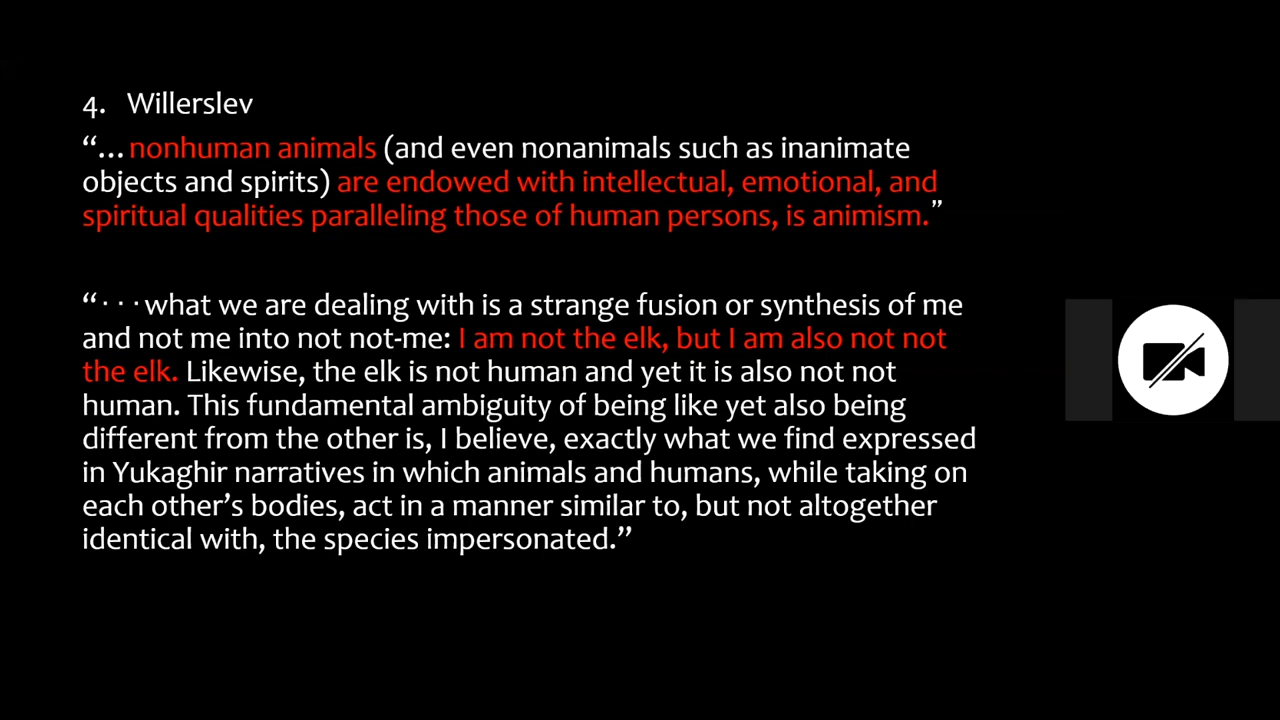 4. Willerslev
“…nonhuman animals (and even nonanimals such as inanimate
objects and spirits) are endowed with intellectual, emotional, and
spiritual qualities paralleling those of human persons, is animism.”
“···what we are dealing with is a strange fusion or synthesis of me
and not me into not not-me: I am not the elk, but I am also not not
the elk. Likewise, the elk is not human and yet it is also not not
human. This fundamental ambiguity of being like yet also being
different from the other is, I believe, exactly what we find expressed
in Yukaghir narratives in which animals and humans, while taking on
each other’s bodies, act in a manner similar to, but not altogether
identical with, the species impersonated.”